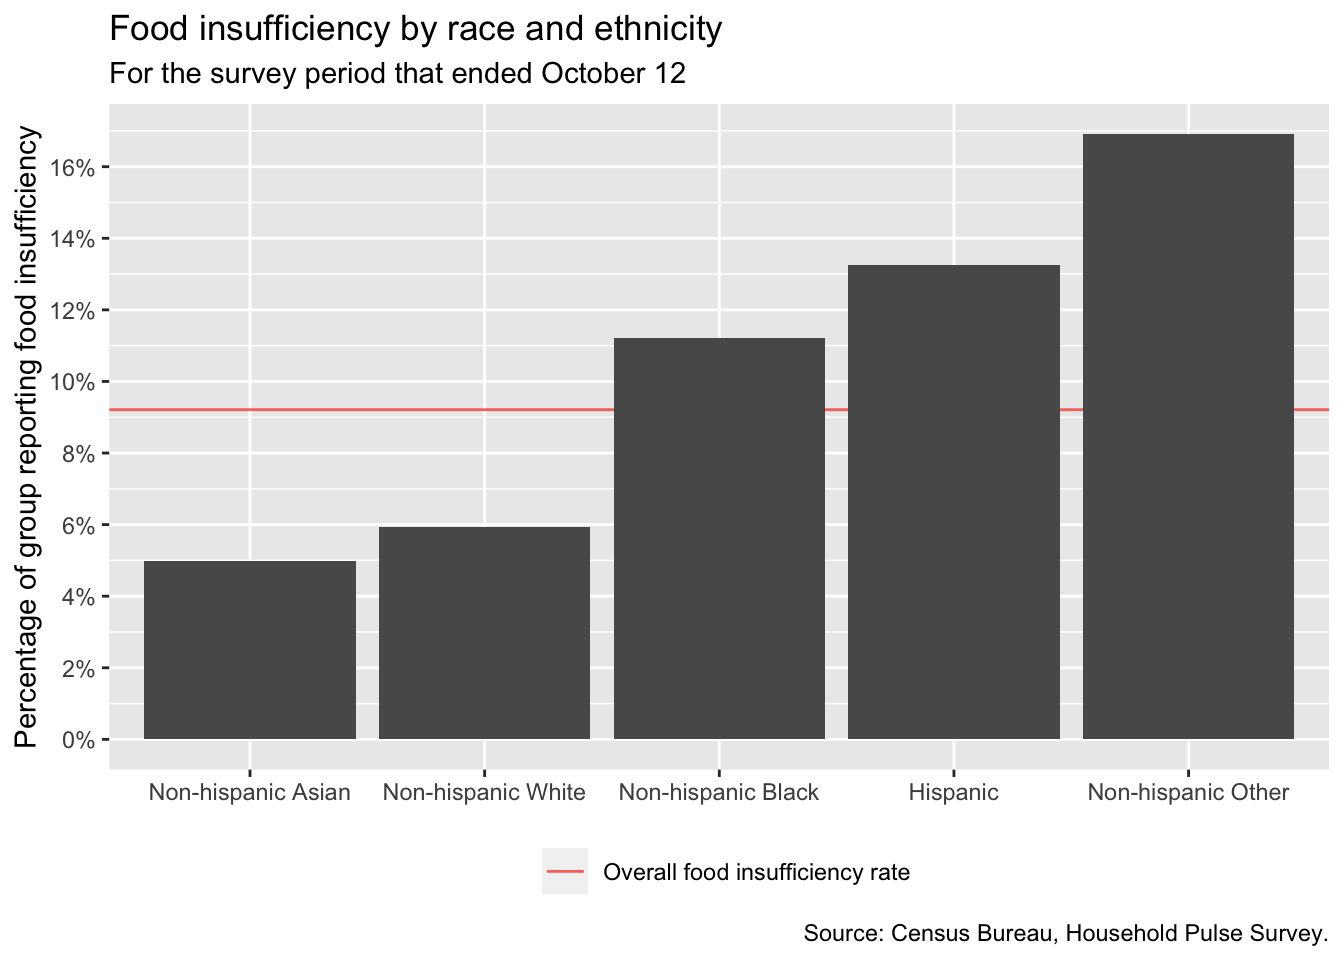 Food insufficiency by race and ethnicity
For the survey period that ended October 12
Percentage of group reporting food insufficiency
16%
14%
12%
10%
8%
6%
4%
2%
0%
Non-hispanic Asian
Non-hispanic White
Non-hispanic Black
Hispanic
Non-hispanic Other
Overall food insufficiency rate
Source: Census Bureau, Household Pulse Survey.